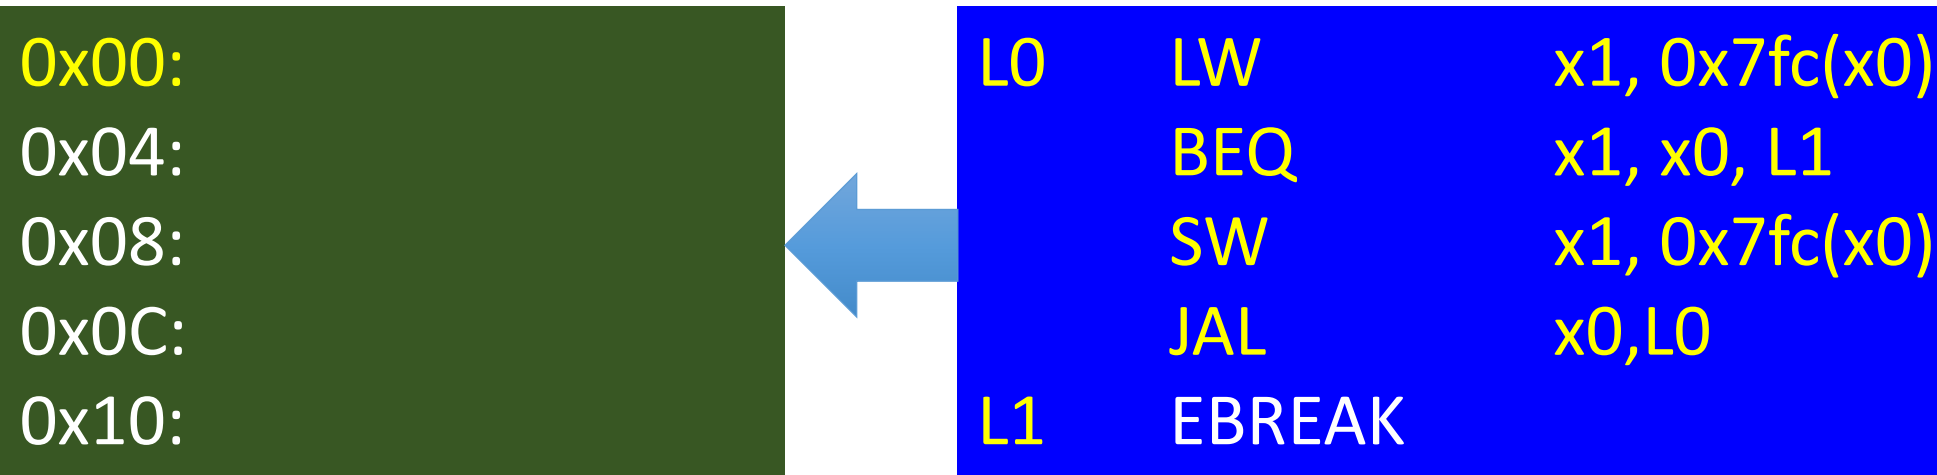 0x00: L0 LW x1, 0x7fc(x0)
0x04: BEQ x1, x0, L1
0x08: SW x1, 0x7fc(x0)
0x0C: JAL x0,L0
0x10: L1 EBREAK